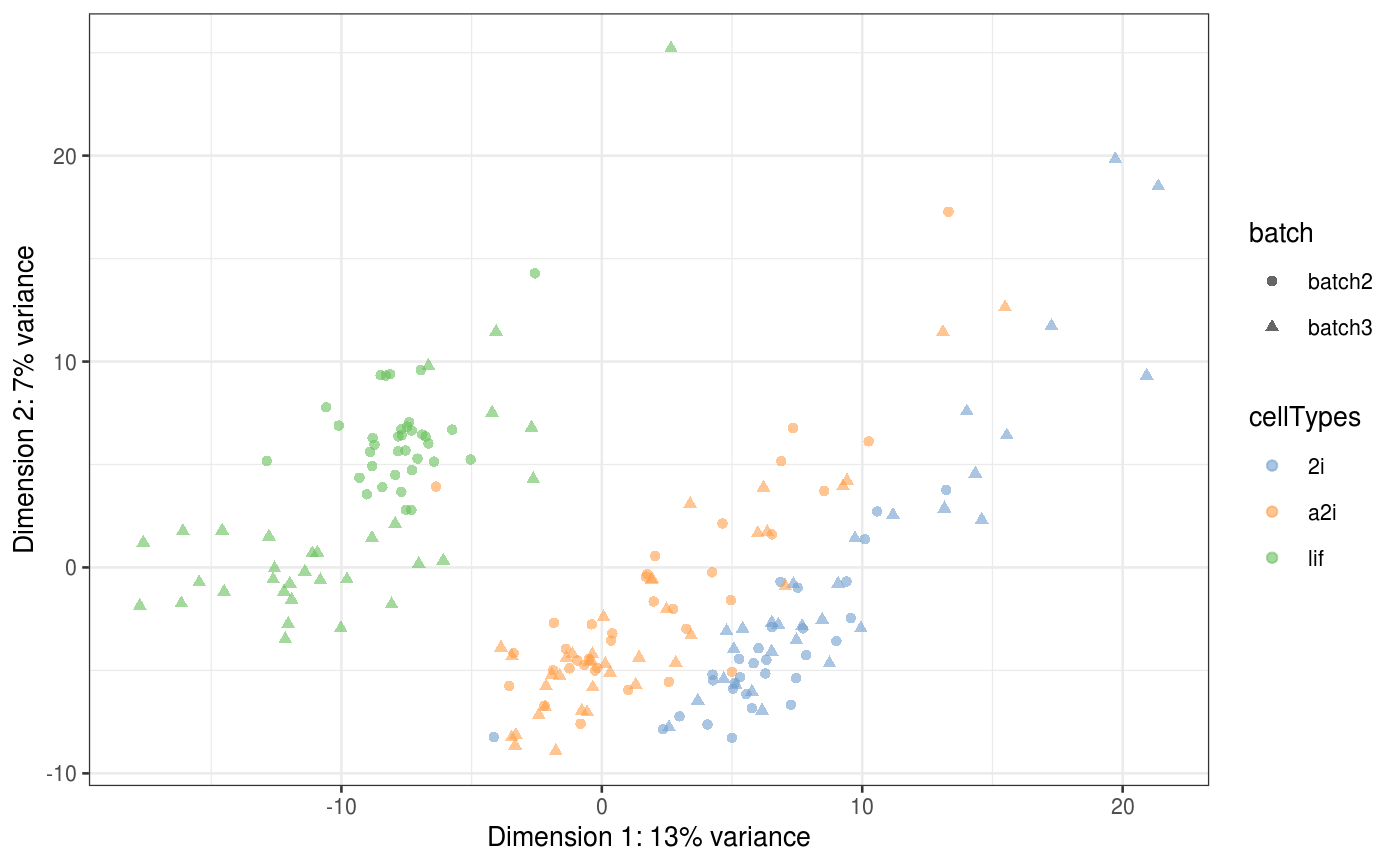 20
10
0
-10
-10
0
10
20
Dimension 1: 13% variance
Dimension 2: 7% variance
batch
batch2
batch3
cellTypes
2i
a2i
lif